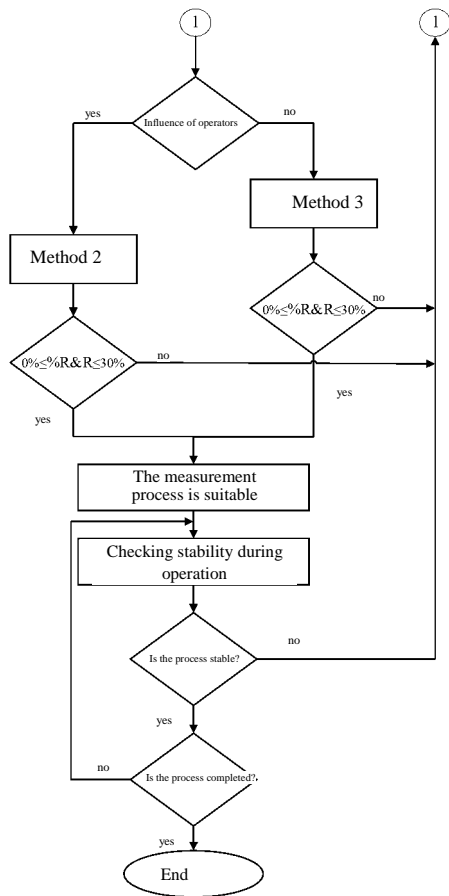 1
1
Influence of operators
yes
no
Method 3
Method 2
0%≤%R&R≤30%
no
0%≤%R&R≤30%
no
yes
yes
The measurement
process is suitable
Checking stability during
operation
Is the process stable?
no
yes
Is the process completed?
no
yes
End